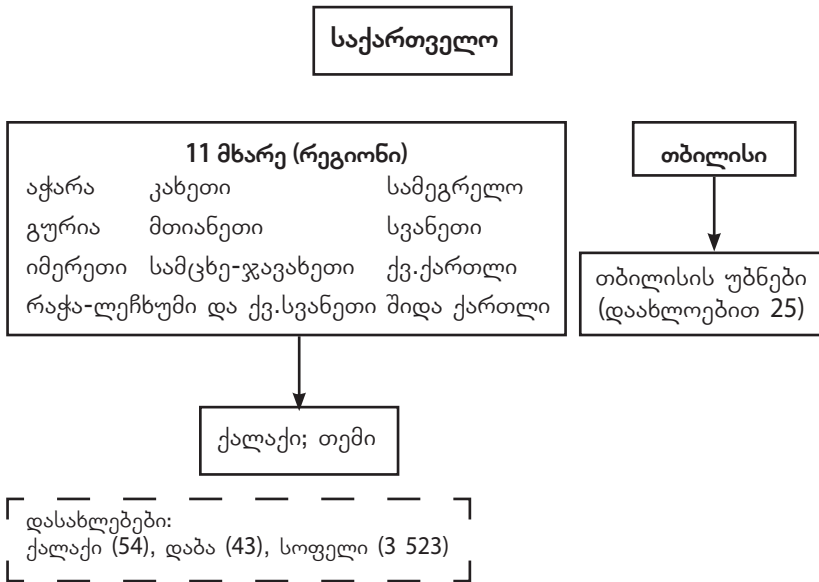 საქართველო
11 მხარე (რეგიონი)
აჭარა კახეთი სამეგრელო
გურია მთიანეთი სვანეთი
იმერეთი სამცხე-ჯავახეთი ქვ.ქართლი
რაჭა-ლეჩხუმი და ქვ.სვანეთი შიდა ქართლი
თბილისი
თბილისის უბნები
(დაახლოებით 25)
ქალაქი; თემი
დასახლებები:
ქალაქი (54), დაბა (43), სოფელი (3 523)